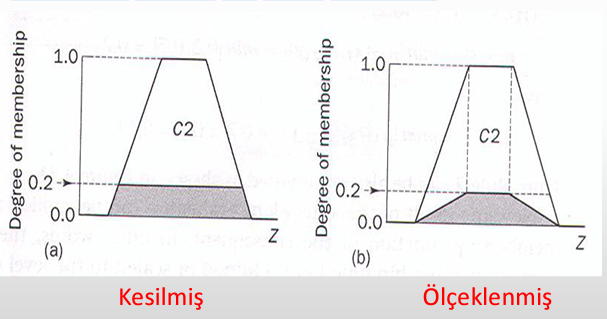 Degree of membership
1.0
C2
0.2
0.0
Z
(a)
Kesilmiş
Degree of membership
1.0
C2
0.2
0.0
Z
(b)
Ölçeklenmiş